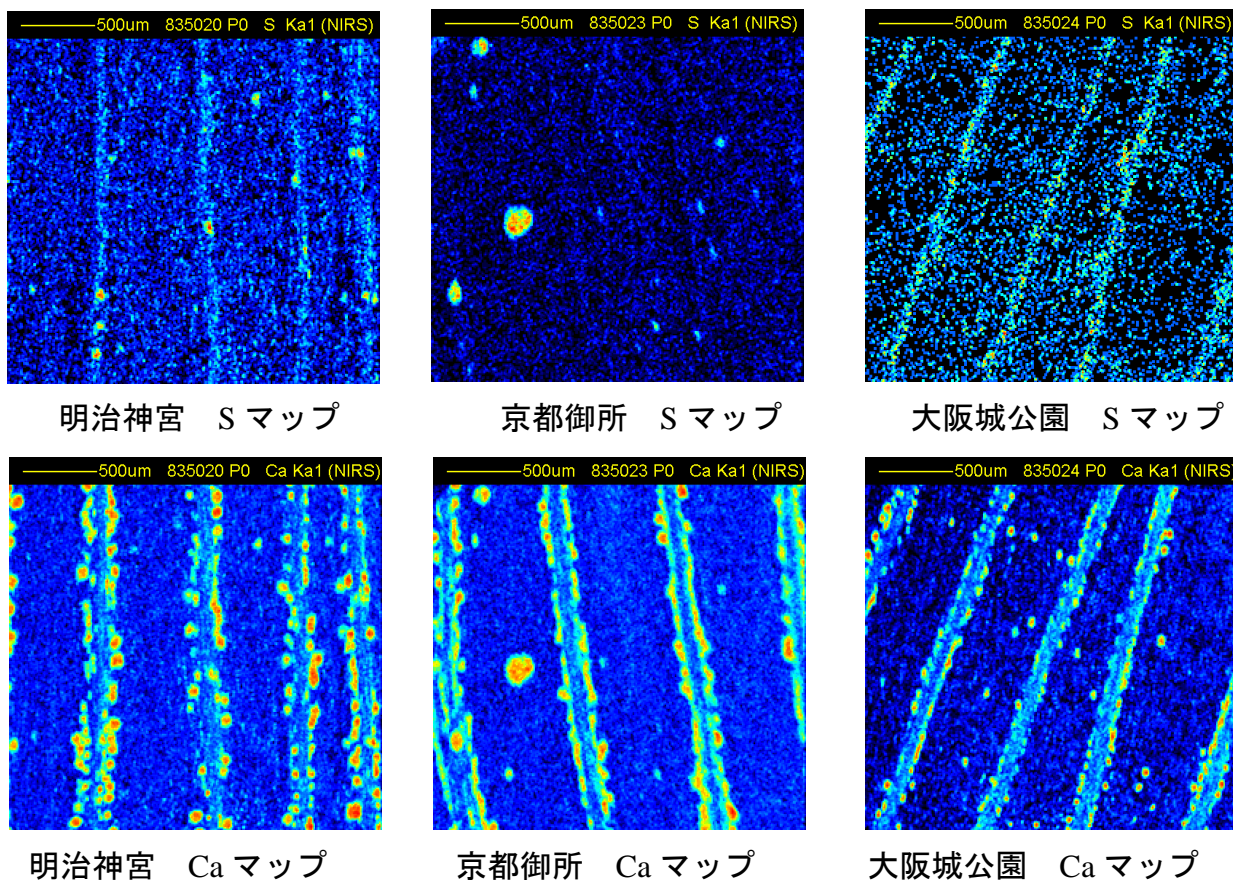 500um 835020 P0 S Ka1 (NIRS)
500um 835023 P0 S Ka1 (NIRS)
500um 835024 P0 S Ka1 (NIRS)
明治神宮 S マップ
京都御所 S マップ
大阪城公園 S マップ
500um 835020 P0 Ca Ka1 (NIRS)
500um 835023 P0 Ca Ka1 (NIRS)
500um 835024 P0 Ca Ka1 (NIRS)
明治神宮 Ca マップ
京都御所 Ca マップ
大阪城公園 Ca マップ